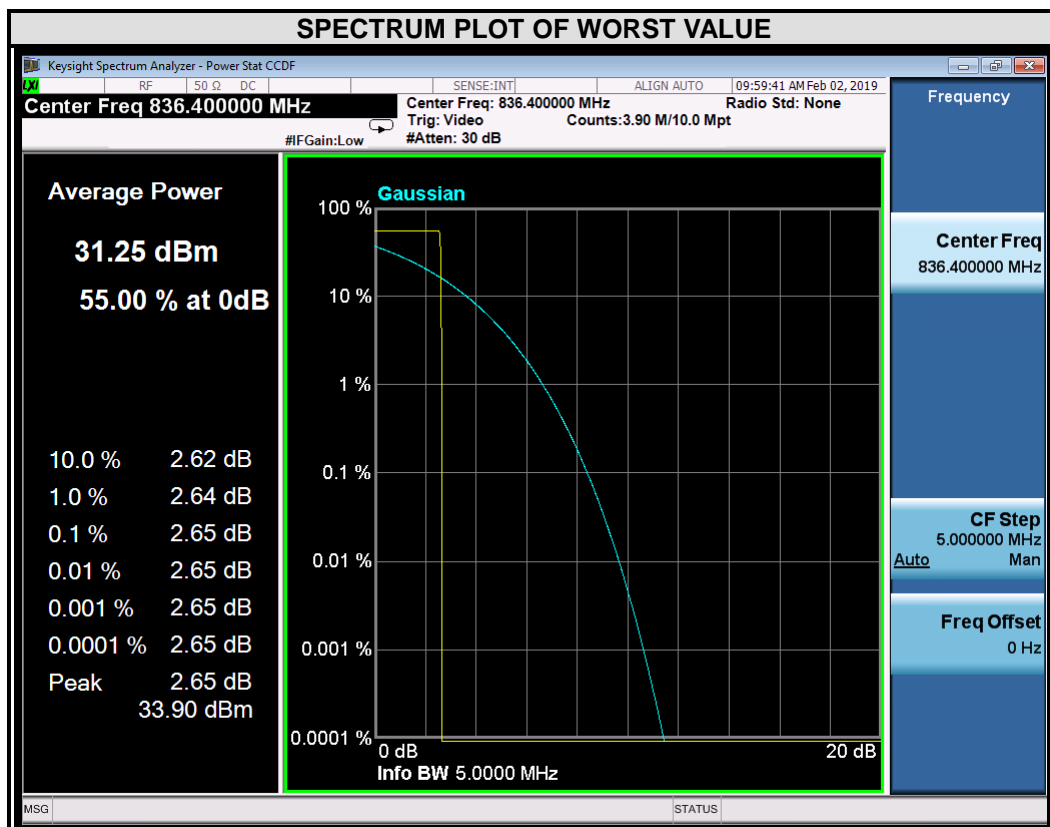 SPECTRUM PLOT OF WORST VALUE
Keysight Spectrum Analyzer - Power Stat CCDF
LXI RF 50 Ω DC SENSE:INT ALIGN AUTO 09:59:41 AM Feb 02, 2019
Center Freq 836.400000 MHz
Center Freq: 836.400000 MHz Radio Std: None
Trig: Video Counts:3.90 M/10.0 Mpt
#IFGain:Low #Atten: 30 dB
Frequency
Average Power
31.25 dBm
55.00 % at 0dB
10.0 % 2.62 dB
1.0 % 2.64 dB
0.1 % 2.65 dB
0.01 % 2.65 dB
0.001 % 2.65 dB
0.0001 % 2.65 dB
Peak 2.65 dB
33.90 dBm
Gaussian
100 %
10 %
1 %
0.1 %
0.01 %
0.001 %
0.0001 %
0 dB 20 dB
Info BW 5.0000 MHz
Center Freq
836.400000 MHz
CF Step
5.000000 MHz
Auto Man
Freq Offset
0 Hz
MSG STATUS